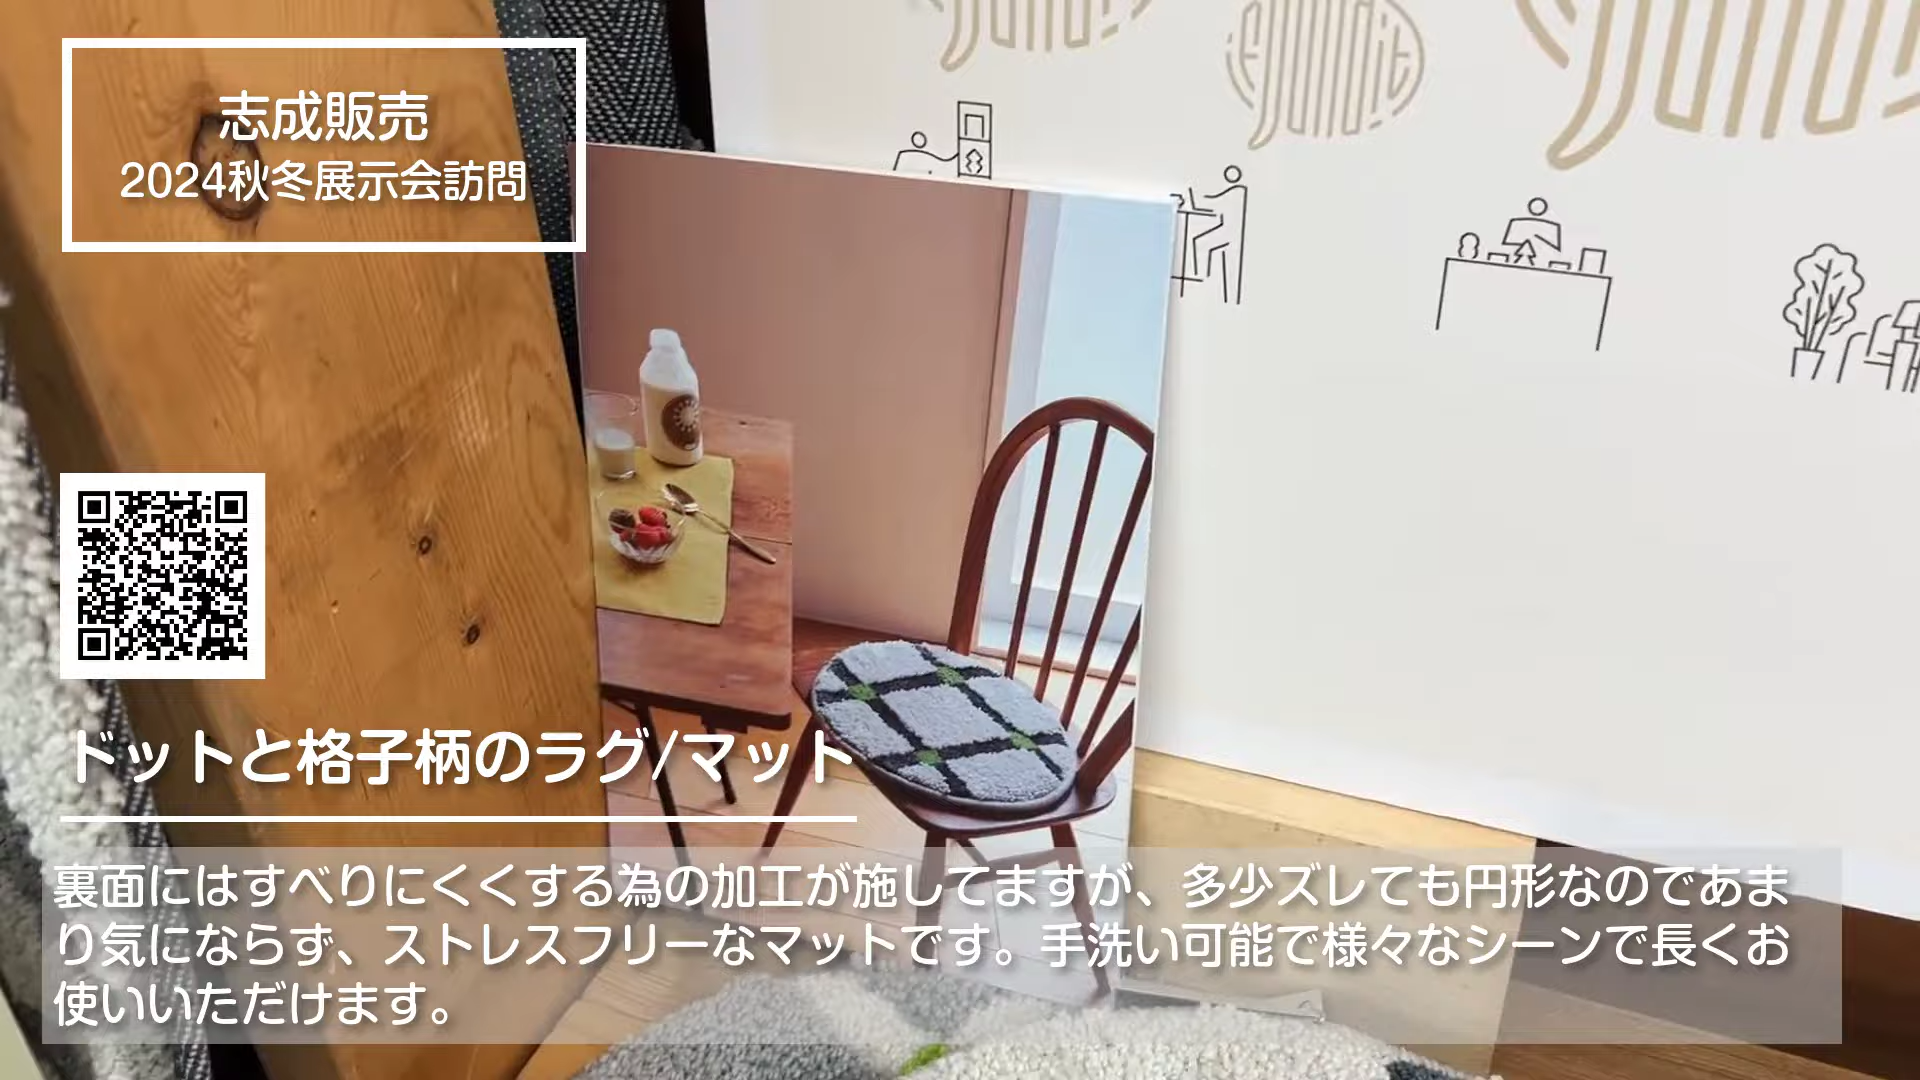 志成販売
2024秋冬展示会訪問
ドットと格子柄のラグ/マット
裏面にはすべりにくくする為の加工が施してますが、多少ズレても円形なのであま
り気にならず、ストレスフリーなマットです。手洗い可能で様々なシーンで長くお
使いいただけます。